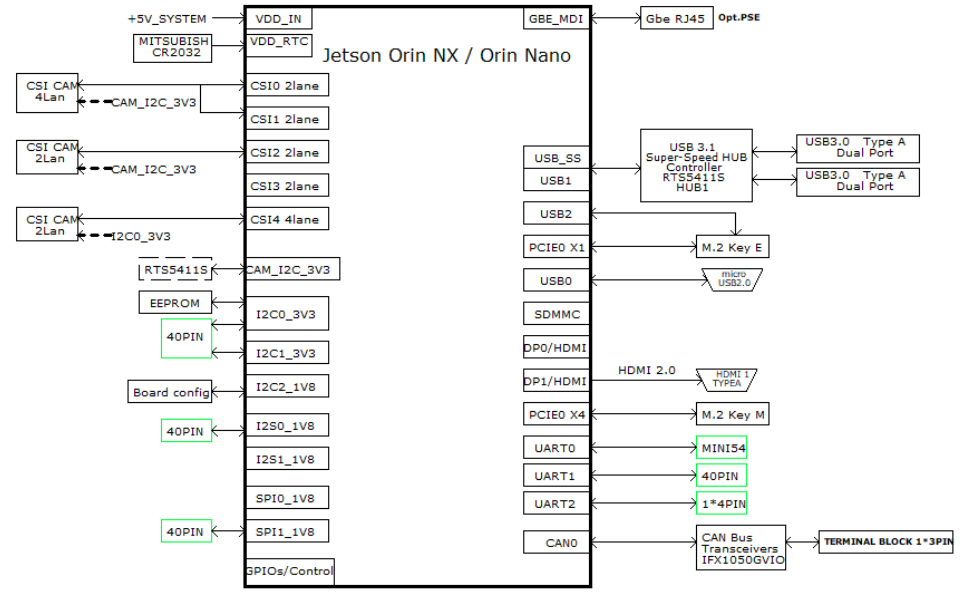 +5V_SYSTEM
VDD_IN
MITSUBISH
CR2032
VDD_RTC
Jetson Orin NX / Orin Nano
CSI CAM
4Lan
CAM_I2C_3V3
CSI0 2lane
CSI1 2lane
CSI CAM
2Lan
CAM_I2C_3V3
CSI2 2lane
CSI3 2lane
CSI CAM
2Lan
I2C0_3V3
CSI4 4lane
RTS5411S
CAM_I2C_3V3
EEPROM
I2C0_3V3
40PIN
I2C1_3V3
Board config
I2C2_1V8
40PIN
I2S0_1V8
I2S1_1V8
SPI0_1V8
40PIN
SPI1_1V8
GPIOs/Control
GBE_MDI
Gbe RJ45
Opt.PSE
USB_SS
USB1
USB 3.1
Super-Speed HUB
Controller
RTS5411S
HUB1
USB3.0 Type A
Dual Port
USB3.0 Type A
Dual Port
USB2
PCIE0 X1
M.2 Key E
USB0
micro
USB2.0
SDMMC
DP0/HDMI
DP1/HDMI
HDMI 2.0
HDMI 1
TYPEA
PCIE0 X4
M.2 Key M
UART0
MINI54
UART1
40PIN
UART2
1*4PIN
CAN0
CAN Bus
Transceivers
IFX1050GVIO
TERMINAL BLOCK 1*3PIN